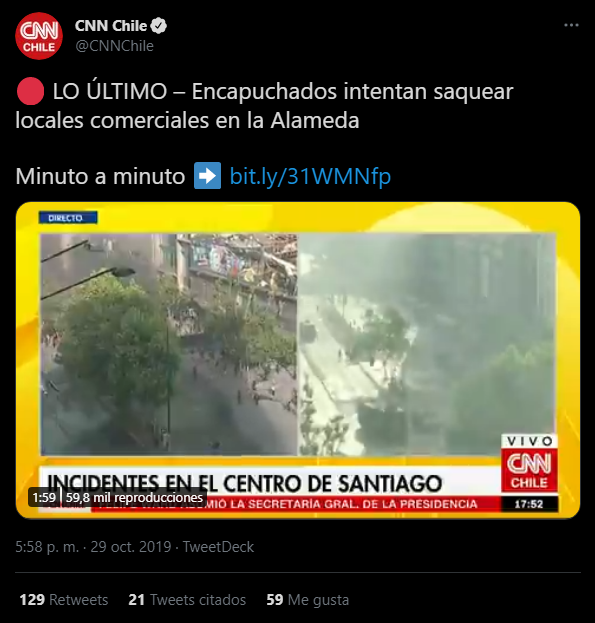 CNN CHILE
CNN Chile
@CNNChile
LO ÚLTIMO – Encapuchados intentan saquear
locales comerciales en la Alameda
Minuto a minuto ➡ bit.ly/31WMNfp
DIRECTO
VIVO
CNN
CHILE
INCIDENTES EN EL CENTRO DE SANTIAGO
1:59 59,8 mil reproducciones
MIÓ LA SECRETARÍA GRAL. DE LA PRESIDENCIA
17:52
5:58 p. m. · 29 oct. 2019 · TweetDeck
129 Retweets 21 Tweets citados 59 Me gusta